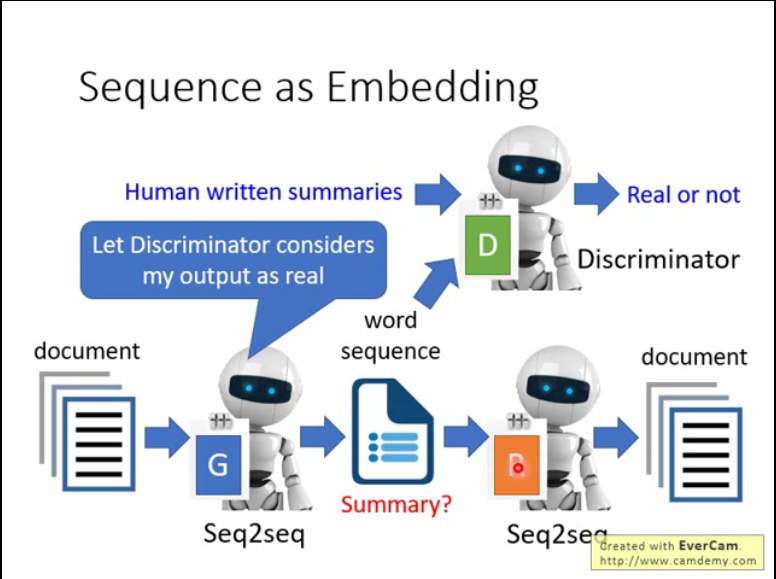 Sequence as Embedding
Human written summaries
Real or not
D
Let Discriminator considers
my output as real
Discriminator
word
sequence
document
document
G
R
Summary?
Seq2seq
Seq2seq
Created with EverCam.
http://www.camdemy.com